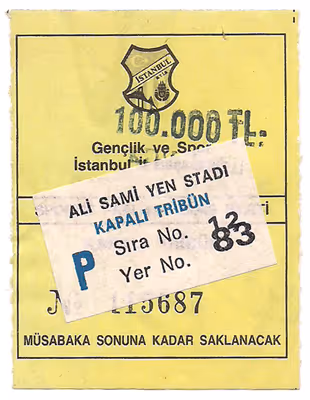 İSTANBUL
100.000 TL.
Gençlik ve Spo
İstanbul
ALİ SAMİ YEN STADI
KAPALI TRİBÜN
P
Sıra No. 12
Yer No. 83
No 115687
MÜSABAKA SONUNA KADAR SAKLANACAK